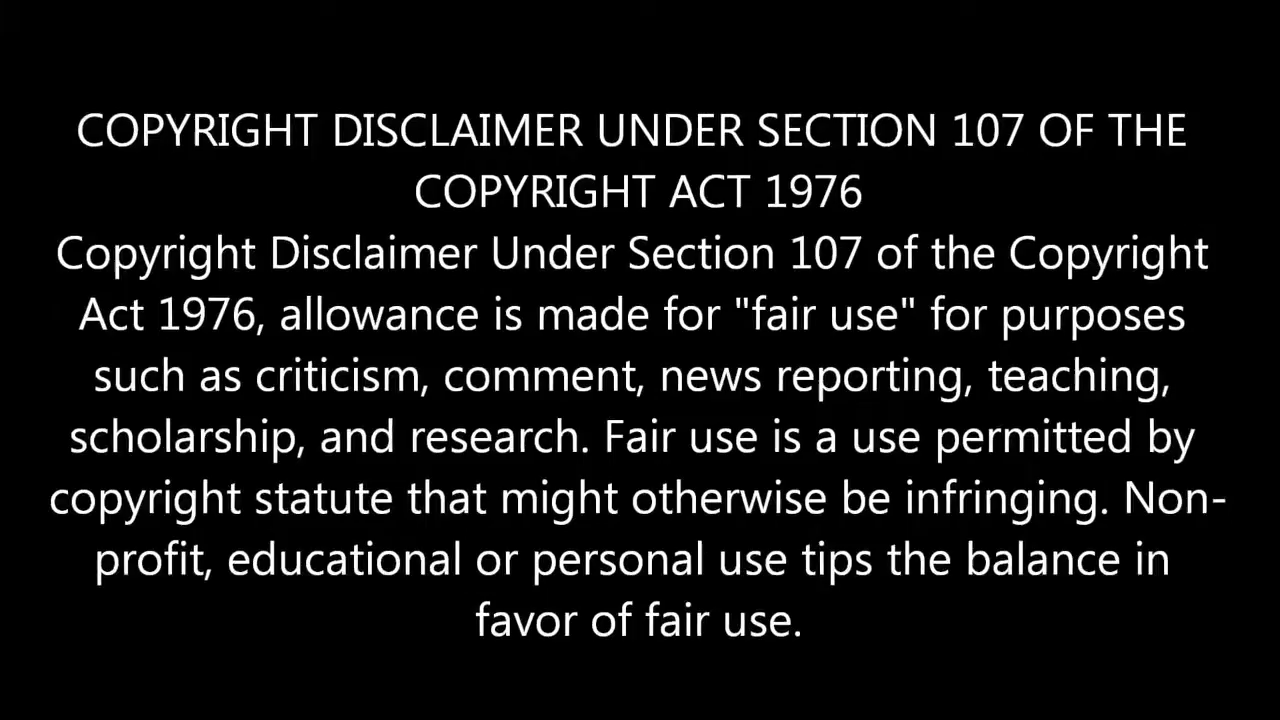 COPYRIGHT DISCLAIMER UNDER SECTION 107 OF THE
COPYRIGHT ACT 1976
Copyright Disclaimer Under Section 107 of the Copyright
Act 1976, allowance is made for "fair use" for purposes
such as criticism, comment, news reporting, teaching,
scholarship, and research. Fair use is a use permitted by
copyright statute that might otherwise be infringing. Non-
profit, educational or personal use tips the balance in
favor of fair use.